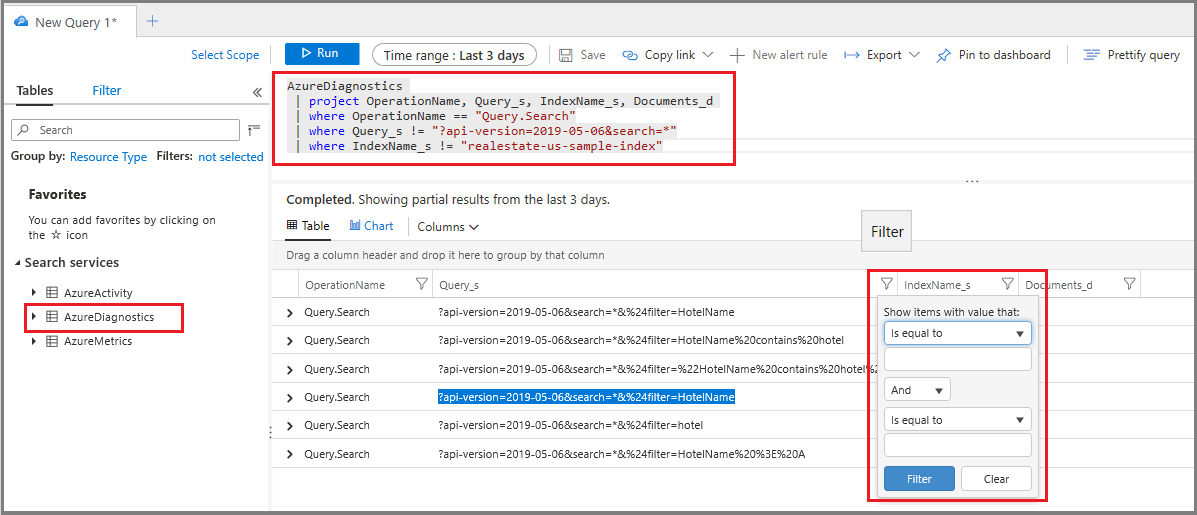 New Query 1*
Select Scope
Run
Time range : Last 3 days
Save
Copy link
New alert rule
Export
Pin to dashboard
Prettify query
Tables
Filter
Search
Group by: Resource Type Filters: not selected
Favorites
You can add favorites by clicking on
the ☆ icon
Search services
AzureActivity
AzureDiagnostics
AzureMetrics
AzureDiagnostics
| project OperationName, Query_s, IndexName_s, Documents_d
| where OperationName == "Query.Search"
| where Query_s != "?api-version=2019-05-06&search=*"
| where IndexName_s != "realestate-us-sample-index"
Completed. Showing partial results from the last 3 days.
Table
Chart
Columns
Filter
Drag a column header and drop it here to group by that column
OperationName Query_s IndexName_s Documents_d
Query.Search ?api-version=2019-05-06&search=*&%24filter=HotelName
Query.Search ?api-version=2019-05-06&search=*&%24filter=HotelName%20contains%20hotel
Query.Search ?api-version=2019-05-06&search=*&%24filter=%22HotelName%20contains%20hotel%2
Query.Search ?api-version=2019-05-06&search=*&%24filter=HotelName
Query.Search ?api-version=2019-05-06&search=*&%24filter=hotel
Query.Search ?api-version=2019-05-06&search=*&%24filter=HotelName%20%3E%20A
Show items with value that:
Is equal to
And
Is equal to
Filter
Clear